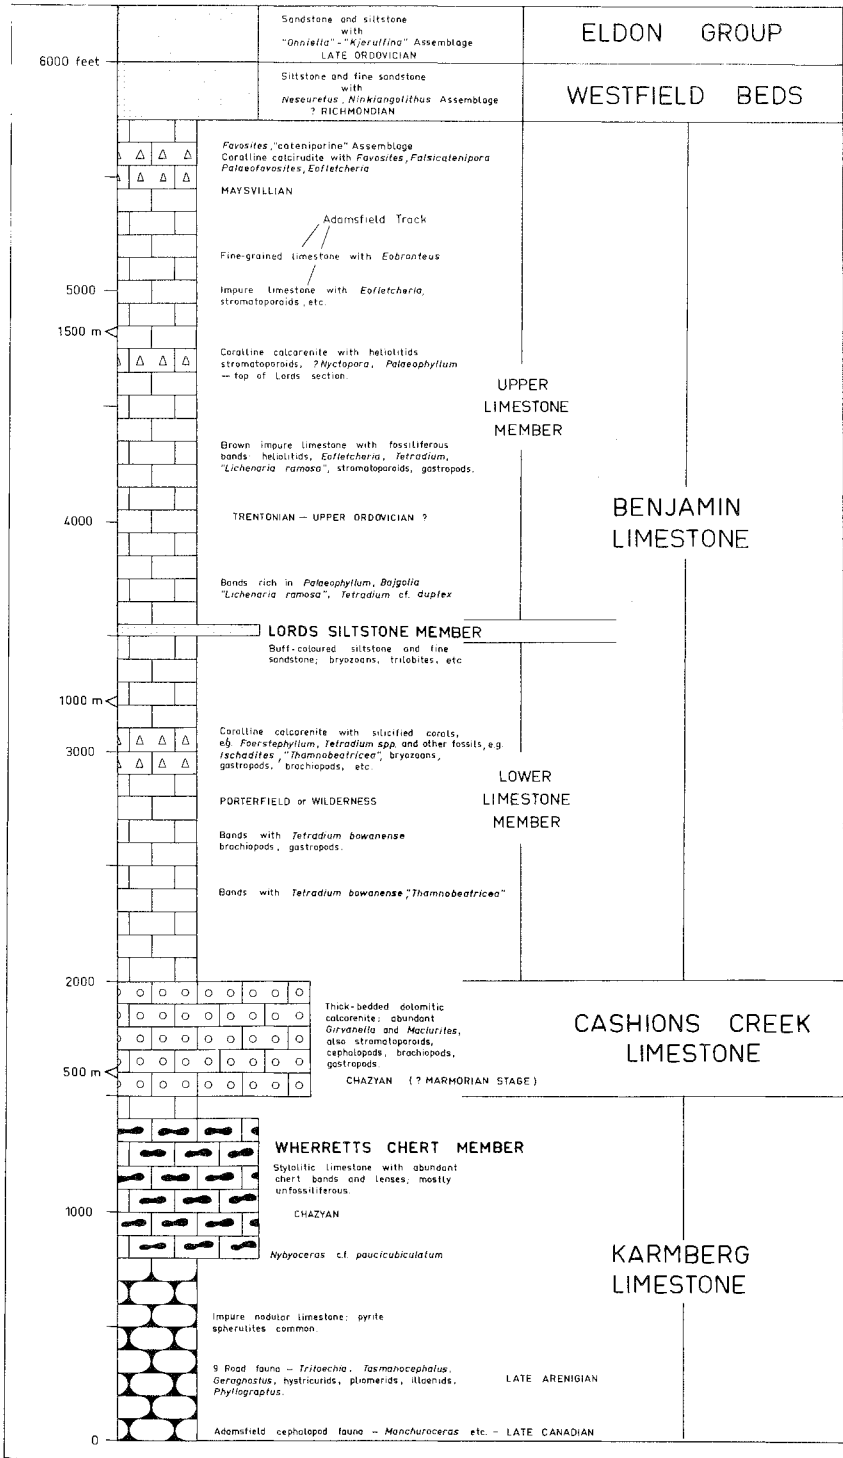 Sandstone and siltstone
with
"Onniella"-"Kjerulfina" Assemblage
LATE ORDOVICIAN
ELDON GROUP
6000 feet
Siltstone and fine sandstone
with
Neseuretus, Ninkiangolithus Assemblage
? RICHMONDIAN
WESTFIELD BEDS
Favosites, "cateniporine" Assemblage
Coralline calcirudite with Favosites, Falsicatenipora
Palaeofavosites, Eofletcheria
MAYSVILLIAN
Adamsfield Track
Fine-grained limestone with Eobronteus
5000
Impure limestone with Eofletcheria,
stromatoporoids, etc.
1500 m
Coralline calcarenite with heliolitids
stromatoporoids, ? Nyctopora, Palaeophyllum
— top of Lords section.
UPPER
LIMESTONE
MEMBER
Brown impure limestone with fossiliferous
bands heliolitids, Eofletcheria, Tetradium,
"Lichenaria ramosa", stromatoporoids, gastropods.
4000
TRENTONIAN — UPPER ORDOVICIAN ?
BENJAMIN
LIMESTONE
Bands rich in Palaeophyllum, Bajgolia
"Lichenaria ramosa", Tetradium cf. duplex
LORDS SILTSTONE MEMBER
Buff-coloured siltstone and fine
sandstone; bryozoans, trilobites, etc
1000 m
3000
Coralline calcarenite with silicified corals,
e.g. Foerstephyllum, Tetradium spp. and other fossils, e.g.
Ischadites, "Thamnobeatricea", bryozoans,
gastropods, brachiopods, etc.
LOWER
LIMESTONE
MEMBER
PORTERFIELD or WILDERNESS
Bands with Tetradium bowanense
brachiopods, gastropods.
Bands with Tetradium bowanense, "Thamnobeatricea"
2000
Thick-bedded dolomitic
calcarenite; abundant
Girvanella and Maclurites,
also stromatoporoids,
cephalopods, brachiopods,
gastropods.
CASHIONS CREEK
LIMESTONE
500 m
CHAZYAN (? MARMORIAN STAGE)
WHERRETTS CHERT MEMBER
Stylolitic limestone with abundant
chert bands and lenses; mostly
unfossiliferous.
1000
CHAZYAN
Nybyoceras c.f. paucicubiculatum
KARMBERG
LIMESTONE
Impure nodular limestone; pyrite
spherulites common.
9 Road fauna — Tritoechia, Tasmanocephalus,
Geragnostus, hystricurids, pliomerids, illaenids,
Phyllograptus.
LATE ARENIGIAN
0
Adamsfield cephalopod fauna — Manchuroceras etc. — LATE CANADIAN